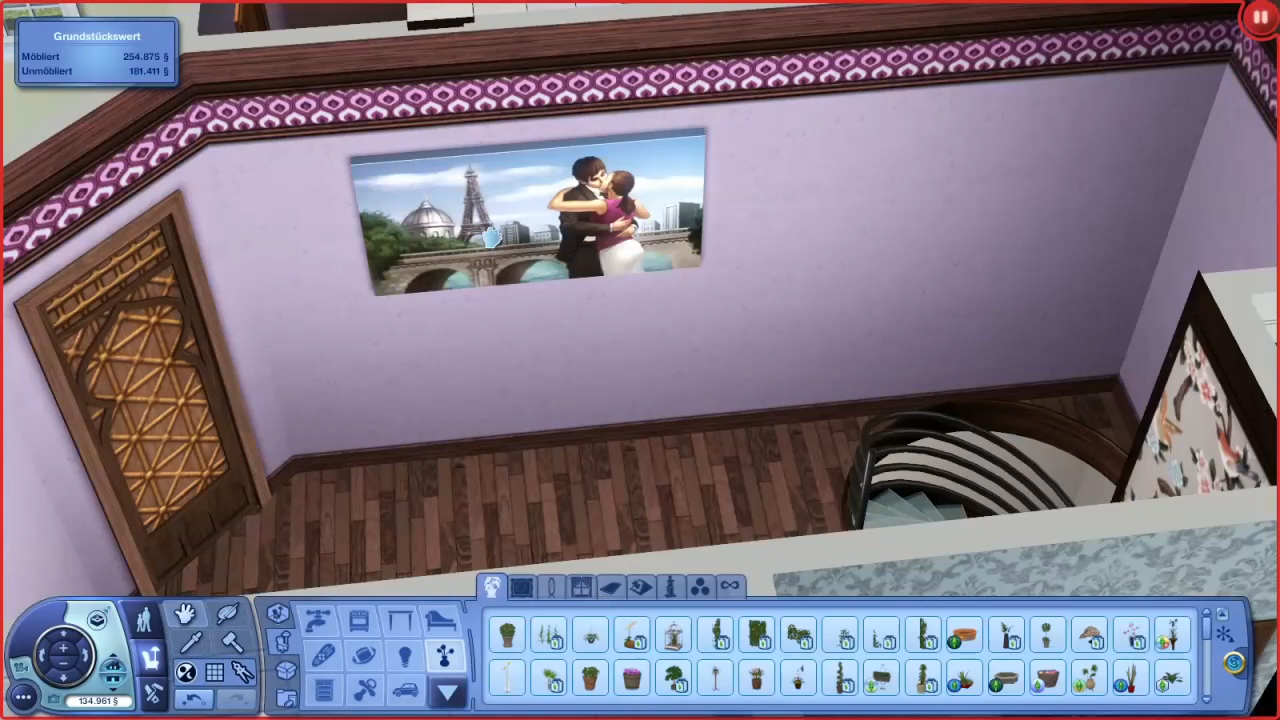 Grundstückswert
Möbliert 254.875 §
Unmöbliert 181.411 §
134.961 §